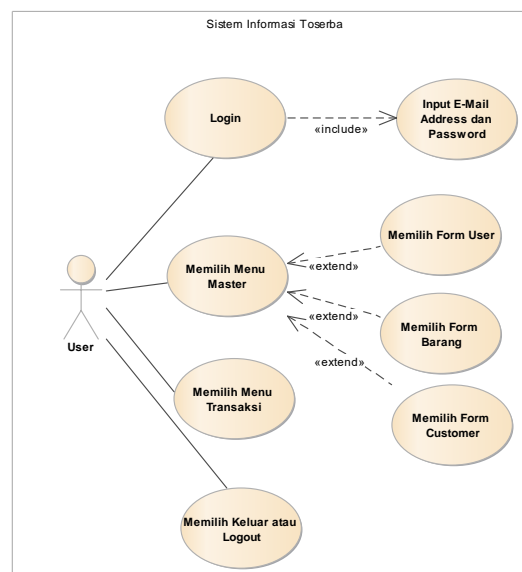 Sistem Informasi Toserba
Login
«include»
Input E-Mail
Address dan
Password
Memilih Form User
«extend»
Memilih Menu
Master
«extend»
Memilih Form
Barang
«extend»
User
Memilih Menu
Transaksi
Memilih Form
Customer
Memilih Keluar atau
Logout